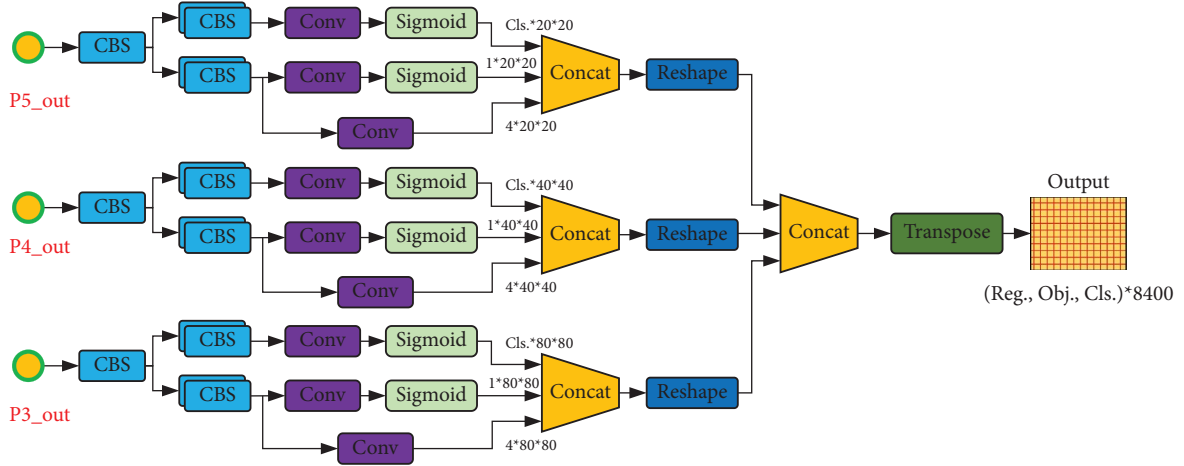 CBS
Conv
Sigmoid
Cls.*20*20
P5_out
CBS
CBS
Conv
Sigmoid
1*20*20
Concat
Reshape
Conv
4*20*20
CBS
Conv
Sigmoid
Cls.*40*40
P4_out
CBS
CBS
Conv
Sigmoid
1*40*40
Concat
Reshape
Conv
4*40*40
CBS
Conv
Sigmoid
Cls.*80*80
P3_out
CBS
CBS
Conv
Sigmoid
1*80*80
Concat
Reshape
Conv
4*80*80
Concat
Transpose
Output
(Reg., Obj., Cls.)*8400